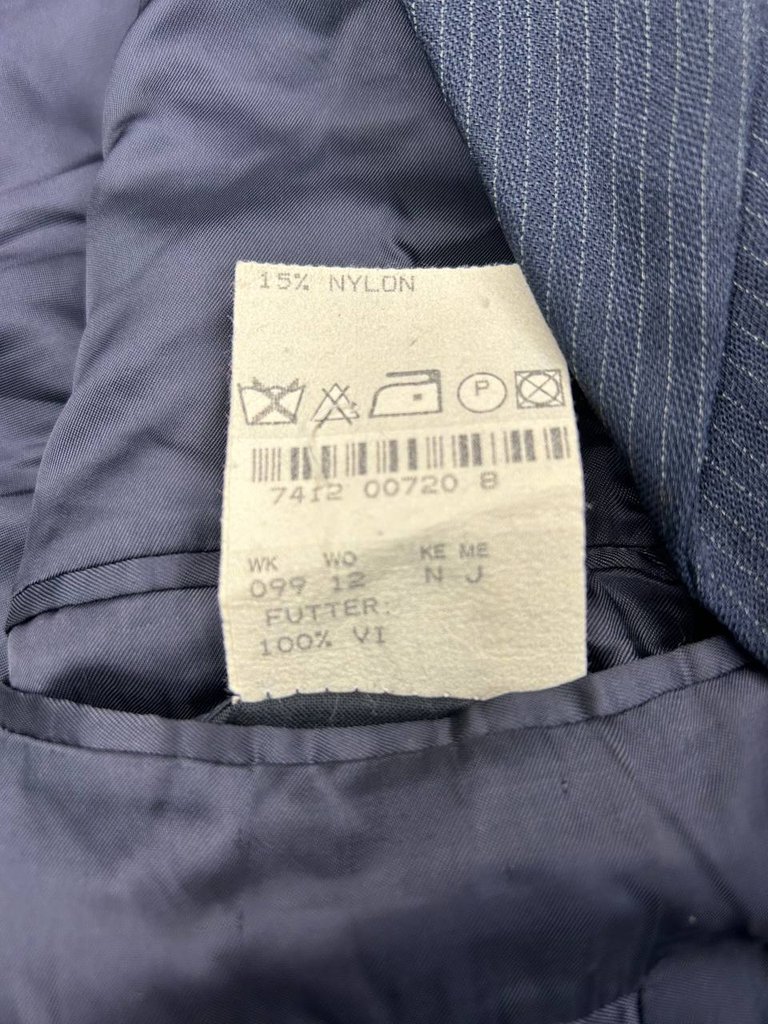 15% NYLON
P
7412 00720 8
WK WO KE ME
099 12 N J
FUTTER:
100% VI